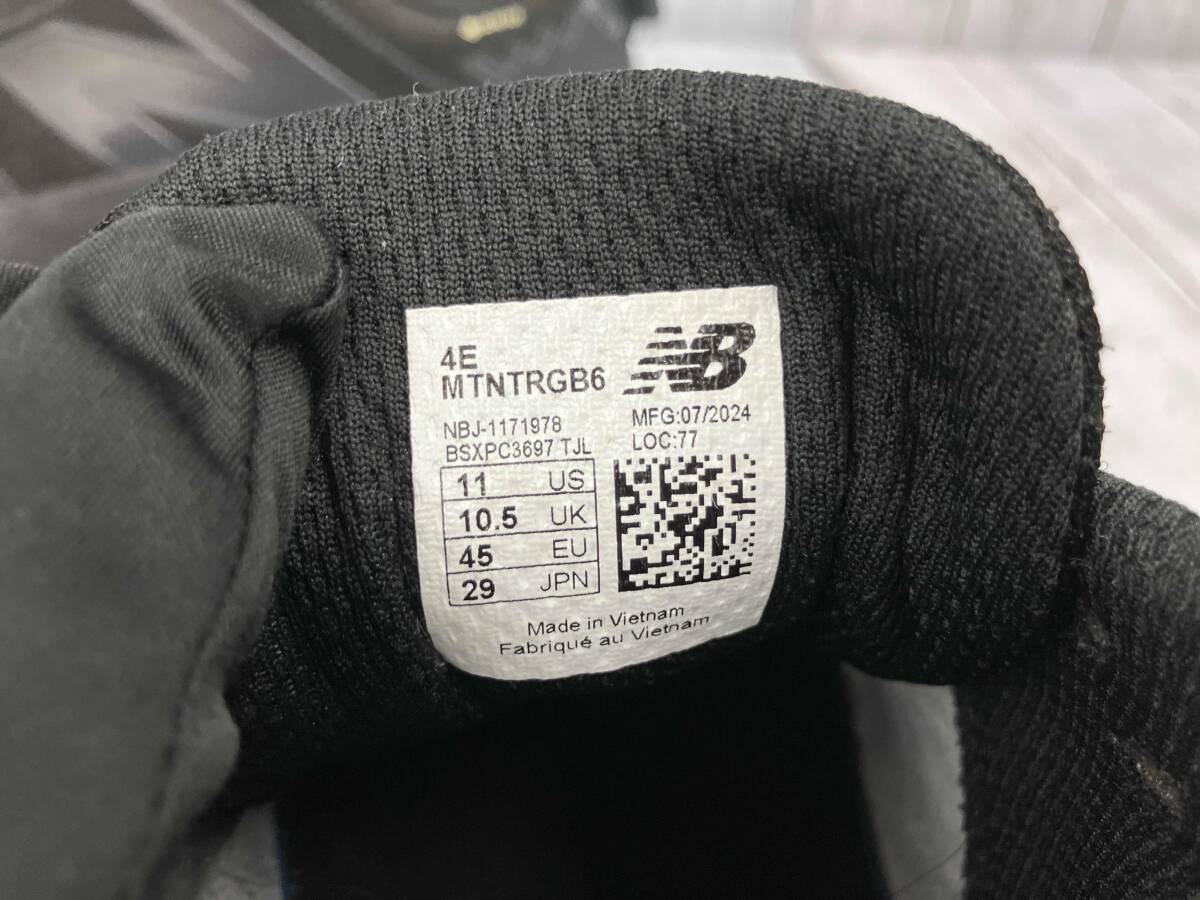 4E
MTNTRGB6
NB
NBJ-1171978
BSXPC3697 TJL
MFG:07/2024
LOC:77
11 US
10.5 UK
45 EU
29 JPN
Made in Vietnam
Fabriqué au Vietnam